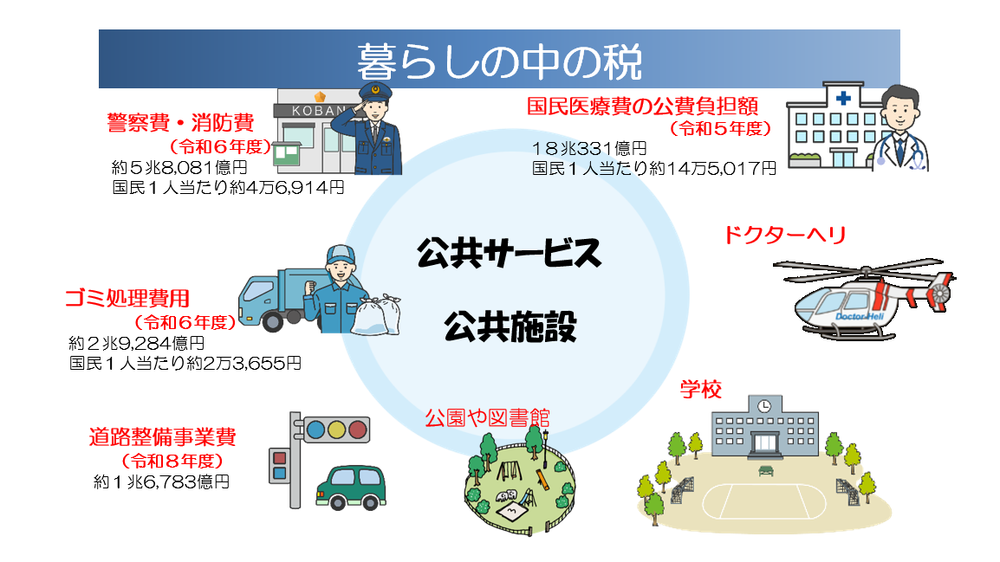 暮らしの中の税
警察費・消防費
（令和６年度）
約５兆8,081億円
国民１人当たり約4万6,914円
KOBAN
国民医療費の公費負担額
（令和５年度）
１８兆331億円
国民１人当たり約14万5,017円
公共サービス
公共施設
ドクターヘリ
Doctor-Heli
ゴミ処理費用
（令和６年度）
約２兆9,284億円
国民１人当たり約2万3,655円
学校
公園や図書館
道路整備事業費
（令和８年度）
約１兆6,783億円